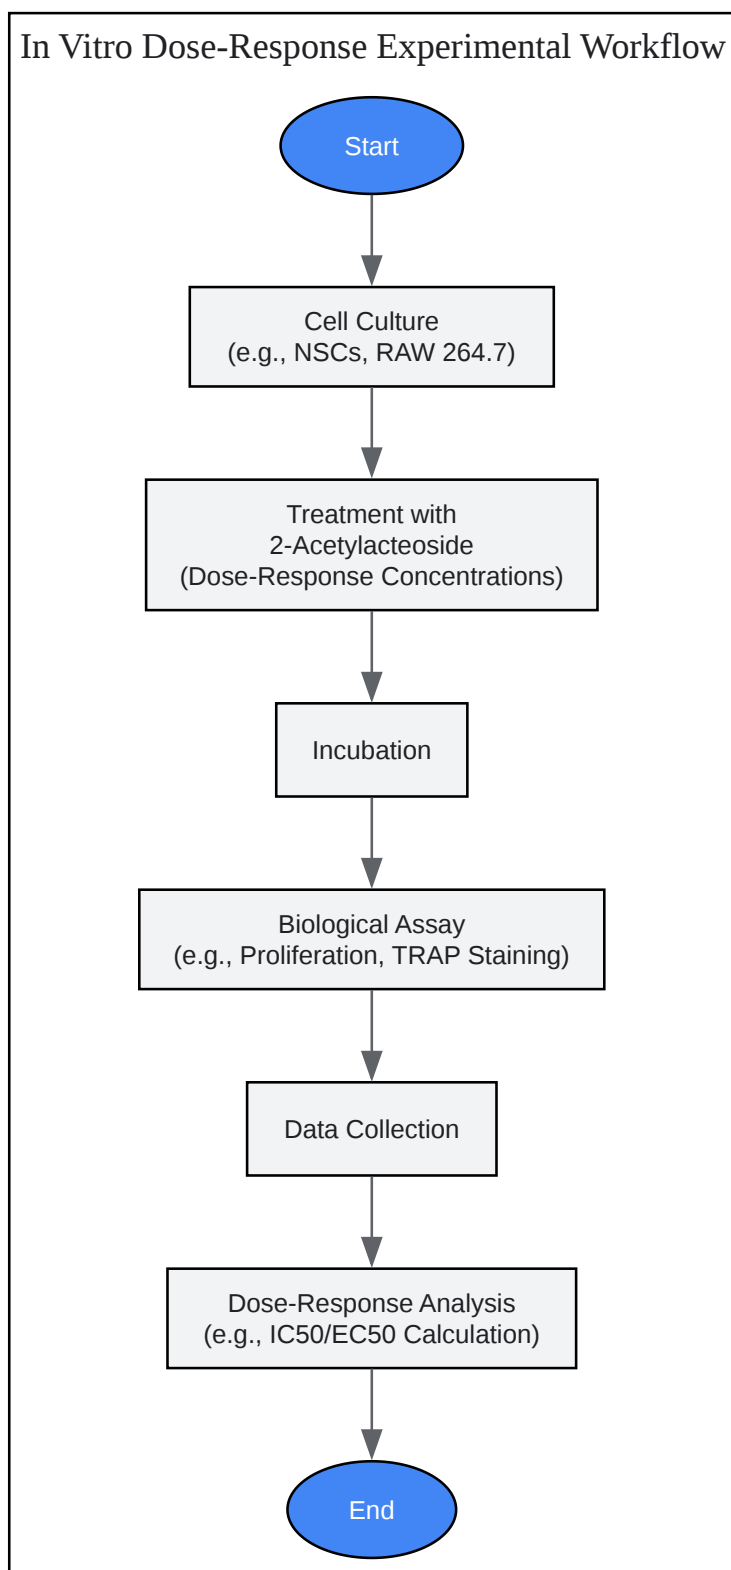 In Vitro Dose-Response Experimental Workflow
Start
Cell Culture
(e.g., NSCs, RAW 264.7)
Treatment with
2-Acetylacteoside
(Dose-Response Concentrations)
Incubation
Biological Assay
(e.g., Proliferation, TRAP Staining)
Data Collection
Dose-Response Analysis
(e.g., IC50/EC50 Calculation)
End